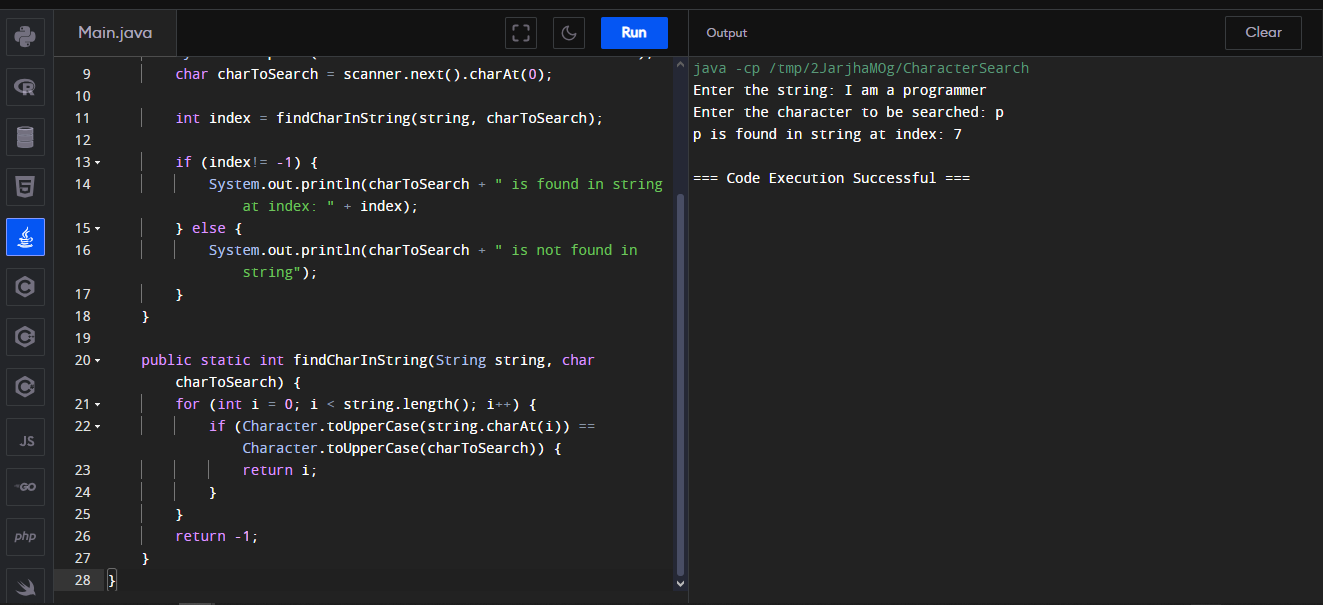 Main.java
Run
Output
Clear
9 char charToSearch = scanner.next().charAt(0);
10
11 int index = findCharInString(string, charToSearch);
12
13 if (index!= -1) {
14 System.out.println(charToSearch + " is found in string
at index: " + index);
15 } else {
16 System.out.println(charToSearch + " is not found in
string");
17 }
18 }
19
20 public static int findCharInString(String string, char
charToSearch) {
21 for (int i = 0; i < string.length(); i++) {
22 if (Character.toUpperCase(string.charAt(i)) ==
Character.toUpperCase(charToSearch)) {
23 return i;
24 }
25 }
26 return -1;
27 }
28 }
java -cp /tmp/2JarjhaMOg/CharacterSearch
Enter the string: I am a programmer
Enter the character to be searched: p
p is found in string at index: 7
=== Code Execution Successful ===
R
5
C
C
C
JS
GO
php